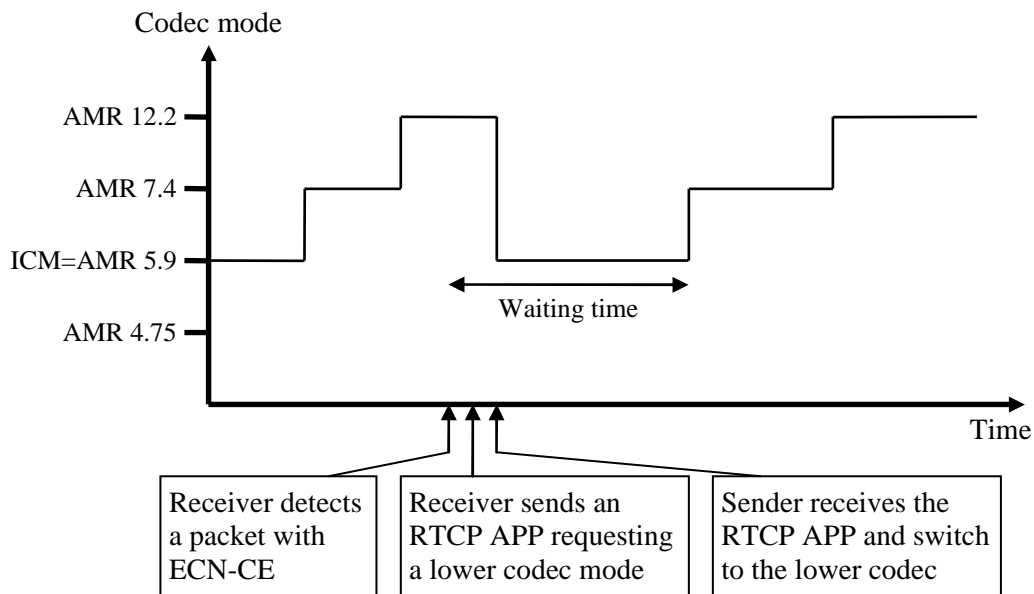 Codec mode
AMR 12.2
AMR 7.4
ICM=AMR 5.9
AMR 4.75
Waiting time
Time
Receiver detects
a packet with
ECN-CE
Receiver sends an
RTCP APP requesting
a lower codec mode
Sender receives the
RTCP APP and switch
to the lower codec